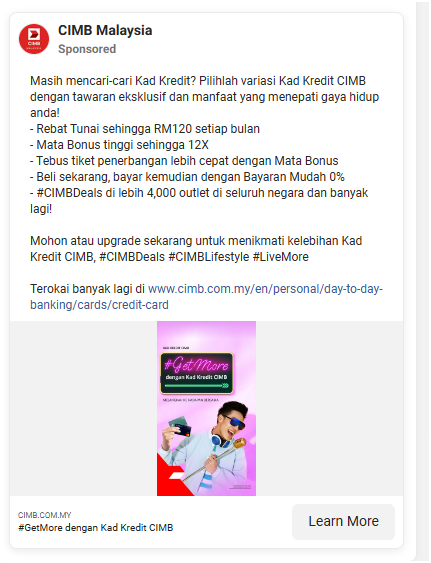 CIMB Malaysia
Sponsored
Masih mencari-cari Kad Kredit? Pilihlah variasi Kad Kredit CIMB
dengan tawaran eksklusif dan manfaat yang menepati gaya hidup
anda!
- Rebat Tunai sehingga RM120 setiap bulan
- Mata Bonus tinggi sehingga 12X
- Tebus tiket penerbangan lebih cepat dengan Mata Bonus
- Beli sekarang, bayar kemudian dengan Bayaran Mudah 0%
- #CIMBDeals di lebih 4,000 outlet di seluruh negara dan banyak
lagi!
Mohon atau upgrade sekarang untuk menikmati kelebihan Kad
Kredit CIMB, #CIMBDeals #CIMBLifestyle #LiveMore
Terokai banyak lagi di www.cimb.com.my/en/personal/day-to-day-
banking/cards/credit-card
KAD KREDIT CIMB
#GetMore
dengan Kad Kredit CIMB
CIMB.COM.MY
#GetMore dengan Kad Kredit CIMB
Learn More